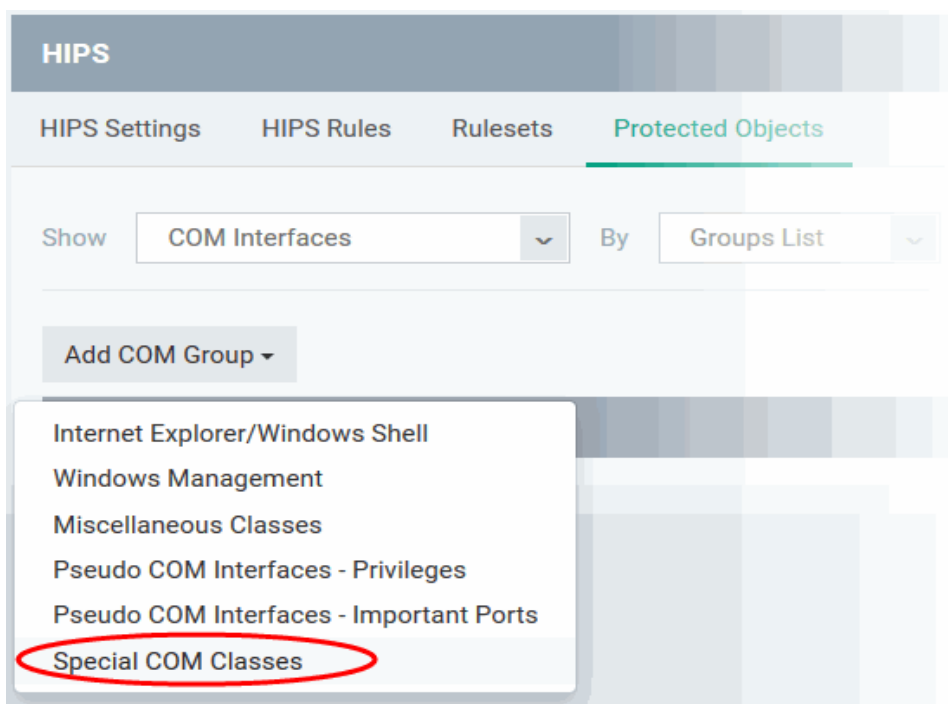 HIPS
HIPS Settings HIPS Rules Rulesets Protected Objects
Show COM Interfaces By Groups List
Add COM Group
Internet Explorer/Windows Shell
Windows Management
Miscellaneous Classes
Pseudo COM Interfaces - Privileges
Pseudo COM Interfaces - Important Ports
Special COM Classes